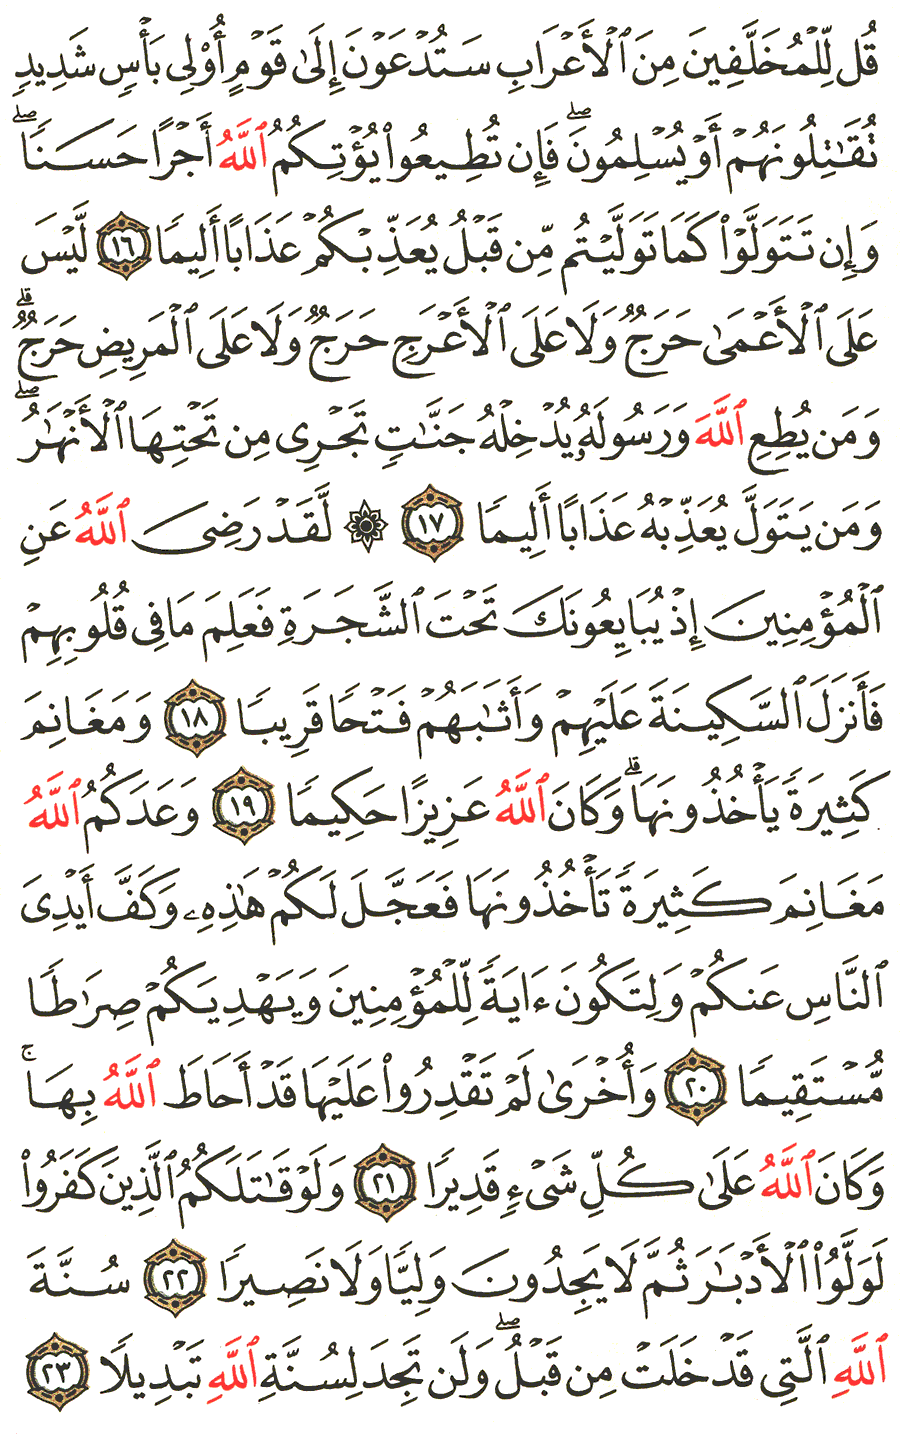 قُل لِّلْمُخَلَّفِينَ مِنَ ٱلْأَعْرَابِ سَتُدْعَوْنَ إِلَىٰ قَوْمٍ أُو۟لِى بَأْسٍ شَدِيدٍ
تُقَٰتِلُونَهُمْ أَوْ يُسْلِمُونَ ۖ فَإِن تُطِيعُوا۟ يُؤْتِكُمُ ٱللَّهُ أَجْرًا حَسَنًا ۖ
وَإِن تَتَوَلَّوْا۟ كَمَا تَوَلَّيْتُم مِّن قَبْلُ يُعَذِّبْكُمْ عَذَابًا أَلِيمًا ١٦ لَّيْسَ
عَلَى ٱلْأَعْمَىٰ حَرَجٌ وَلَا عَلَى ٱلْأَعْرَجِ حَرَجٌ وَلَا عَلَى ٱلْمَرِيضِ حَرَجٌ ۗ
وَمَن يُطِعِ ٱللَّهَ وَرَسُولَهُۥ يُدْخِلْهُ جَنَّٰتٍ تَجْرِى مِن تَحْتِهَا ٱلْأَنْهَٰرُ ۖ
وَمَن يَتَوَلَّ يُعَذِّبْهُ عَذَابًا أَلِيمًا ١٧ ۞ لَّقَدْ رَضِىَ ٱللَّهُ عَنِ
ٱلْمُؤْمِنِينَ إِذْ يُبَايِعُونَكَ تَحْتَ ٱلشَّجَرَةِ فَعَلِمَ مَا فِى قُلُوبِهِمْ
فَأَنزَلَ ٱلسَّكِينَةَ عَلَيْهِمْ وَأَثَٰبَهُمْ فَتْحًا قَرِيبًا ١٨ وَمَغَانِمَ
كَثِيرَةً يَأْخُذُونَهَا ۗ وَكَانَ ٱللَّهُ عَزِيزًا حَكِيمًا ١٩ وَعَدَكُمُ ٱللَّهُ
مَغَانِمَ كَثِيرَةً تَأْخُذُونَهَا فَعَجَّلَ لَكُمْ هَٰذِهِۦ وَكَفَّ أَيْدِىَ
ٱلنَّاسِ عَنكُمْ وَلِتَكُونَ ءَايَةً لِّلْمُؤْمِنِينَ وَيَهْدِيَكُمْ صِرَٰطًا
مُّسْتَقِيمًا ٢٠ وَأُخْرَىٰ لَمْ تَقْدِرُوا۟ عَلَيْهَا قَدْ أَحَاطَ ٱللَّهُ بِهَا ۚ
وَكَانَ ٱللَّهُ عَلَىٰ كُلِّ شَىْءٍ قَدِيرًا ٢١ وَلَوْ قَٰتَلَكُمُ ٱلَّذِينَ كَفَرُوا۟
لَوَلَّوُا۟ ٱلْأَدْبَٰرَ ثُمَّ لَا يَجِدُونَ وَلِيًّا وَلَا نَصِيرًا ٢٢ سُنَّةَ
ٱللَّهِ ٱلَّتِى قَدْ خَلَتْ مِن قَبْلُ ۖ وَلَن تَجِدَ لِسُنَّةِ ٱللَّهِ تَبْدِيلًا ٢٣